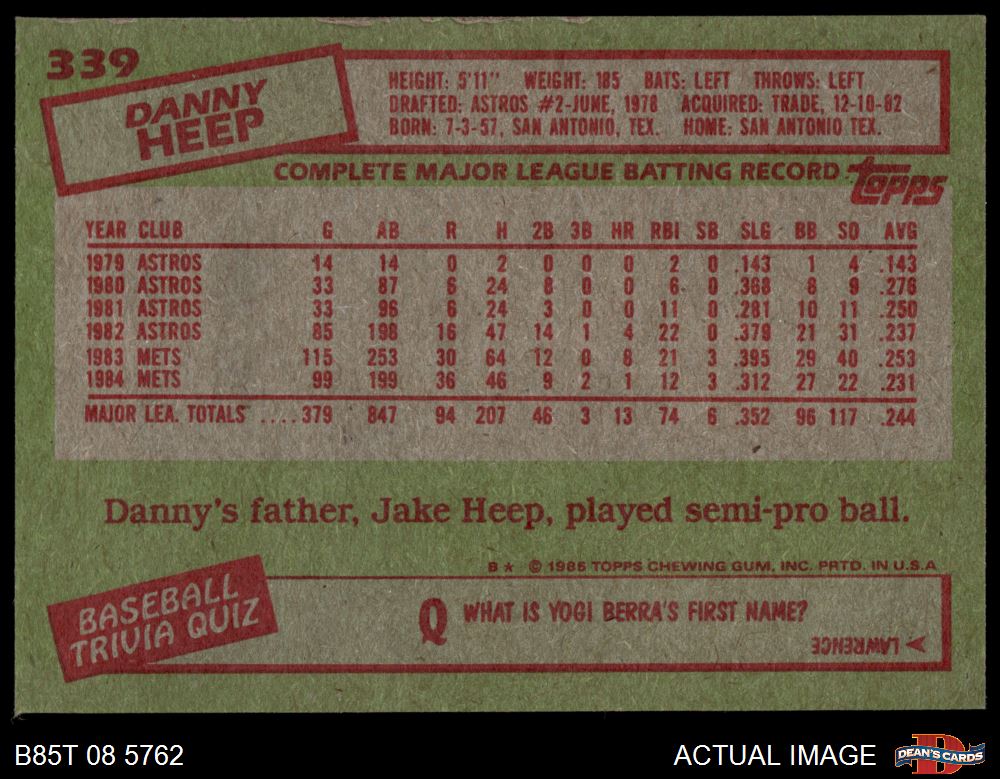 339
DANNY
HEEP
HEIGHT: 5'11" WEIGHT: 185 BATS: LEFT THROWS: LEFT
DRAFTED: ASTROS #2-JUNE, 1978 ACQUIRED: TRADE, 12-10-82
BORN: 7-3-57, SAN ANTONIO, TEX. HOME: SAN ANTONIO TEX.
COMPLETE MAJOR LEAGUE BATTING RECORD topps
YEAR CLUB G AB R H 2B 3B HR RBI SB SLG BB SO AVG
1979 ASTROS 14 14 0 2 0 0 0 2 0 .143 1 4 .143
1980 ASTROS 33 87 6 24 8 0 0 6 0 .368 8 9 .276
1981 ASTROS 33 96 6 24 3 0 0 11 0 .281 10 11 .250
1982 ASTROS 85 198 16 47 14 1 4 22 0 .379 21 31 .237
1983 METS 115 253 30 64 12 0 8 21 3 .395 29 40 .253
1984 METS 99 199 36 46 9 2 1 12 3 .312 27 22 .231
MAJOR LEA. TOTALS ....379 847 94 207 46 3 13 74 6 .352 96 117 .244
Danny's father, Jake Heep, played semi-pro ball.
B★ © 1985 TOPPS CHEWING GUM, INC. PRTD. IN U.S.A
BASEBALL
TRIVIA QUIZ
Q WHAT IS YOGI BERRA'S FIRST NAME?
LAWRENCE
B85T 08 5762 ACTUAL IMAGE DEAN'S CARDS